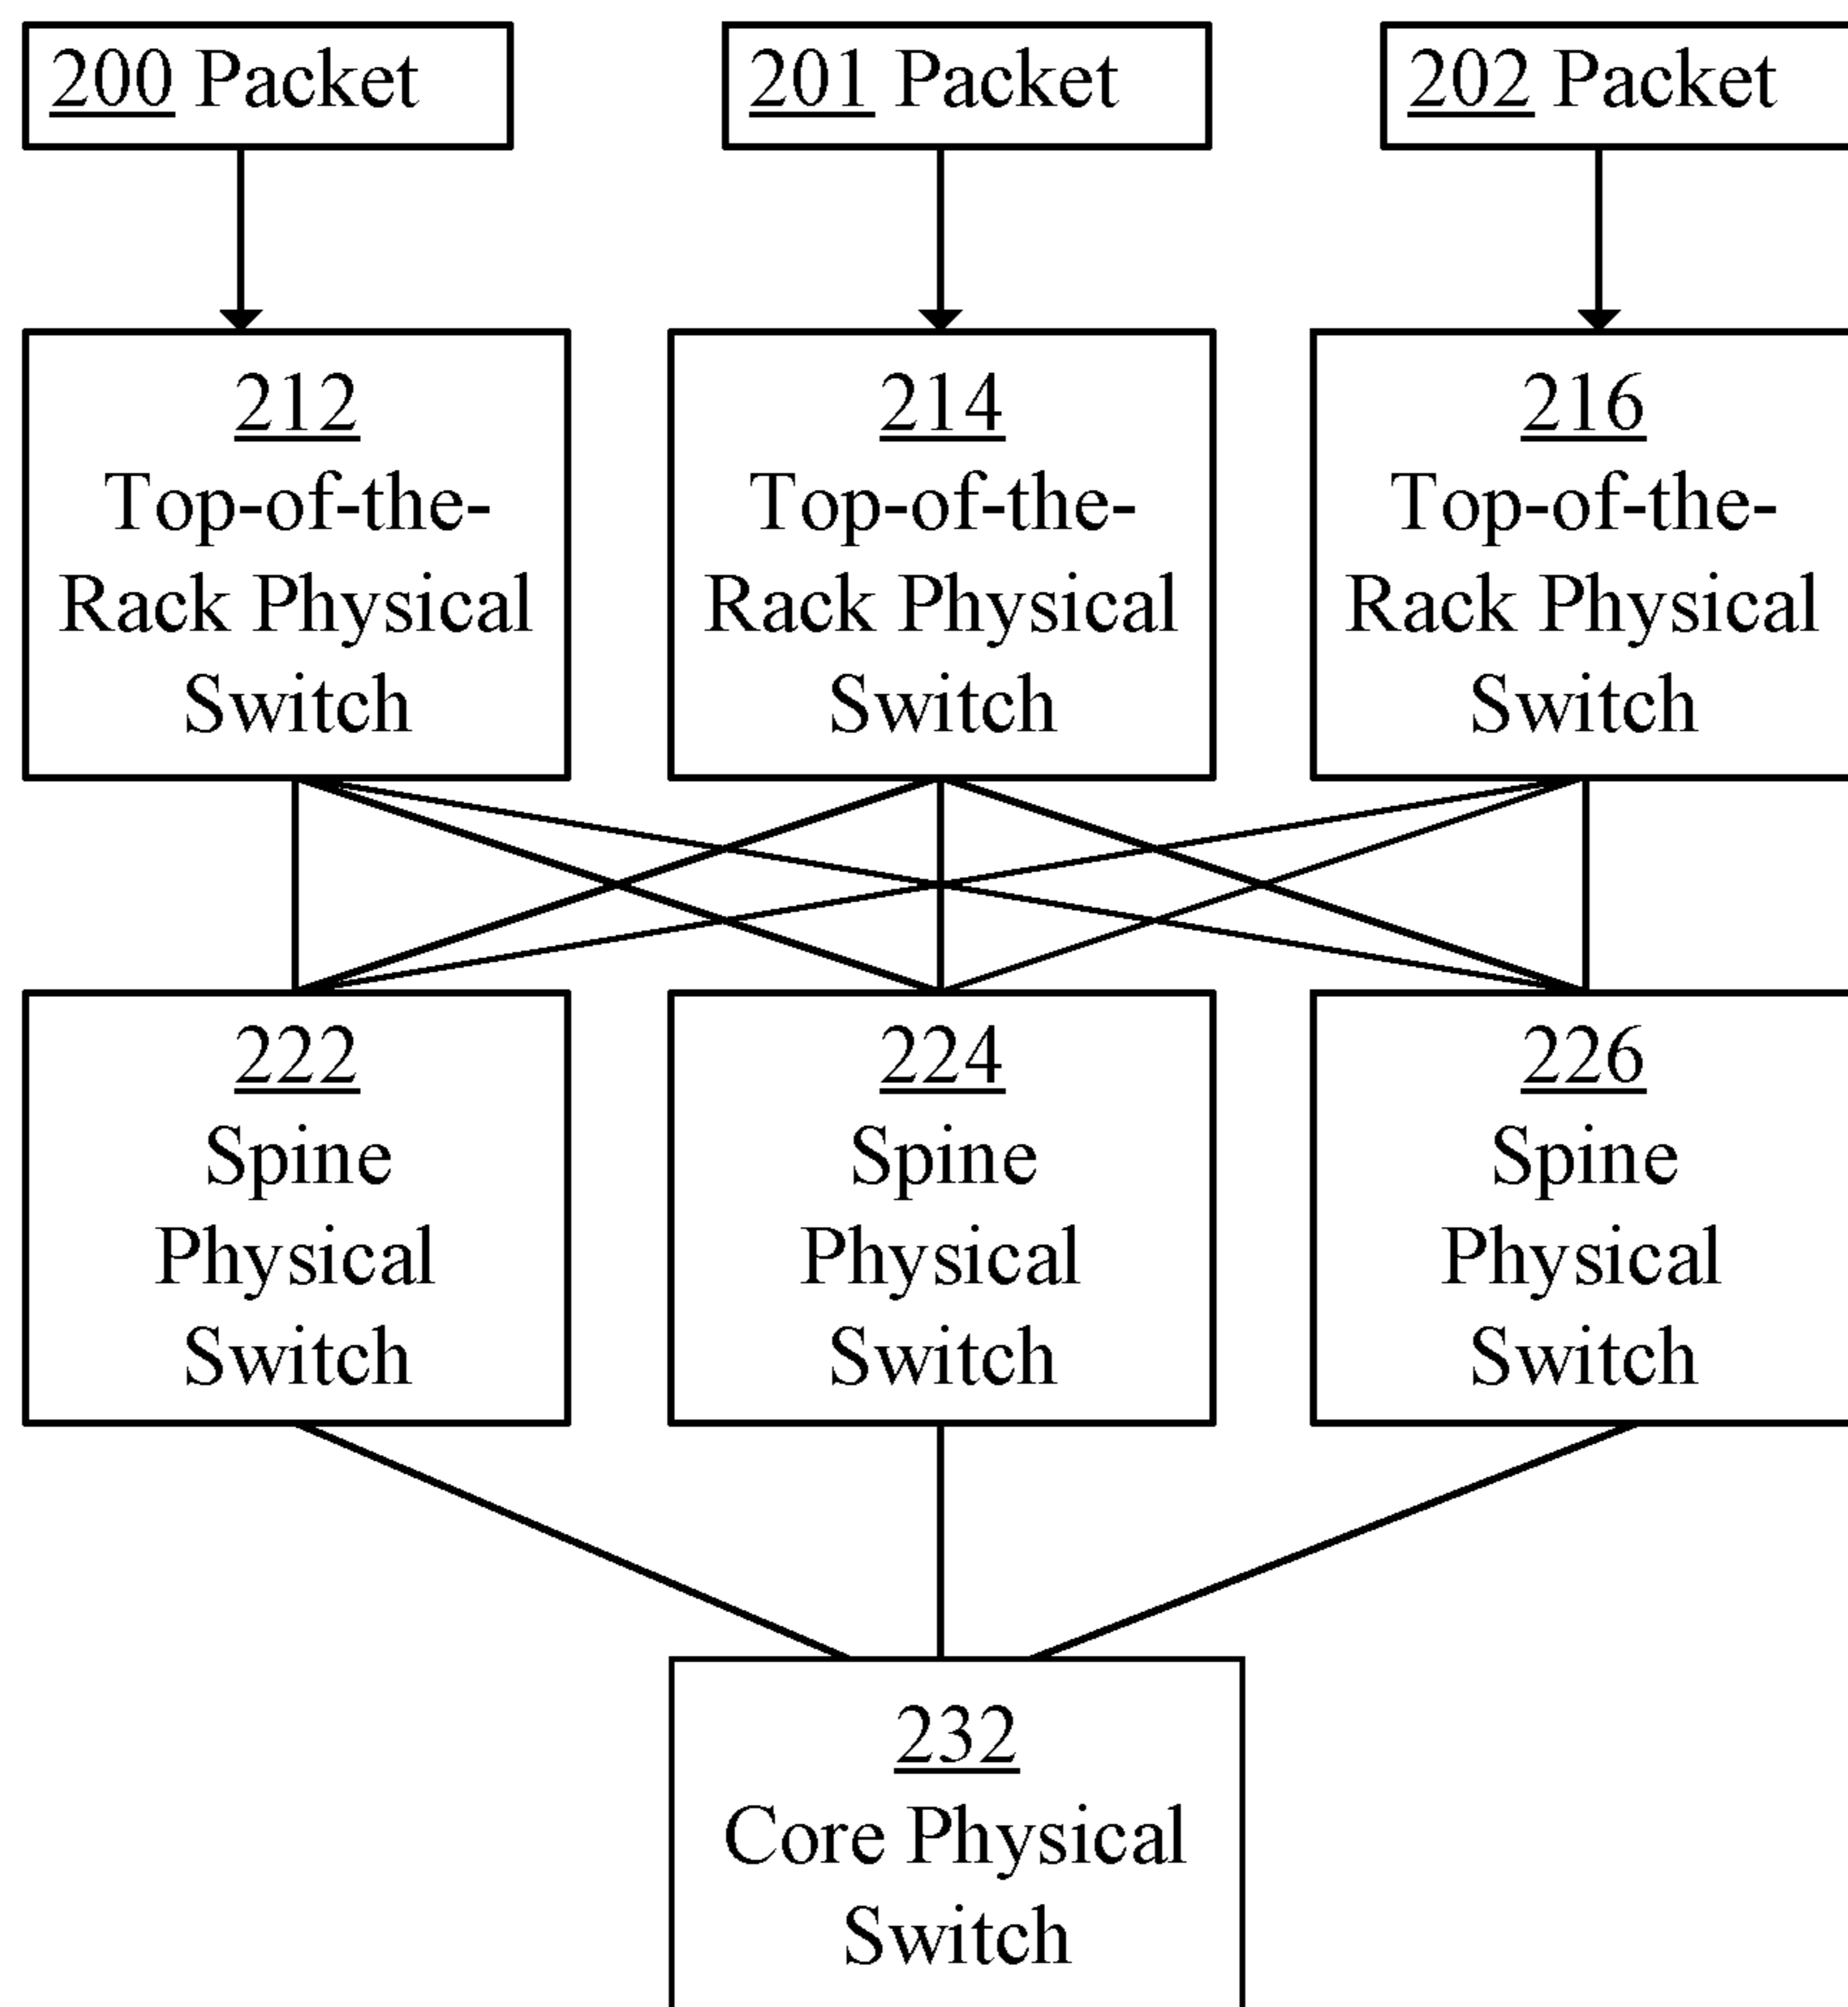 200 Packet
201 Packet
202 Packet
212
Top-of-the-
Rack Physical
Switch
214
Top-of-the-
Rack Physical
Switch
216
Top-of-the-
Rack Physical
Switch
222
Spine
Physical
Switch
224
Spine
Physical
Switch
226
Spine
Physical
Switch
232
Core Physical
Switch